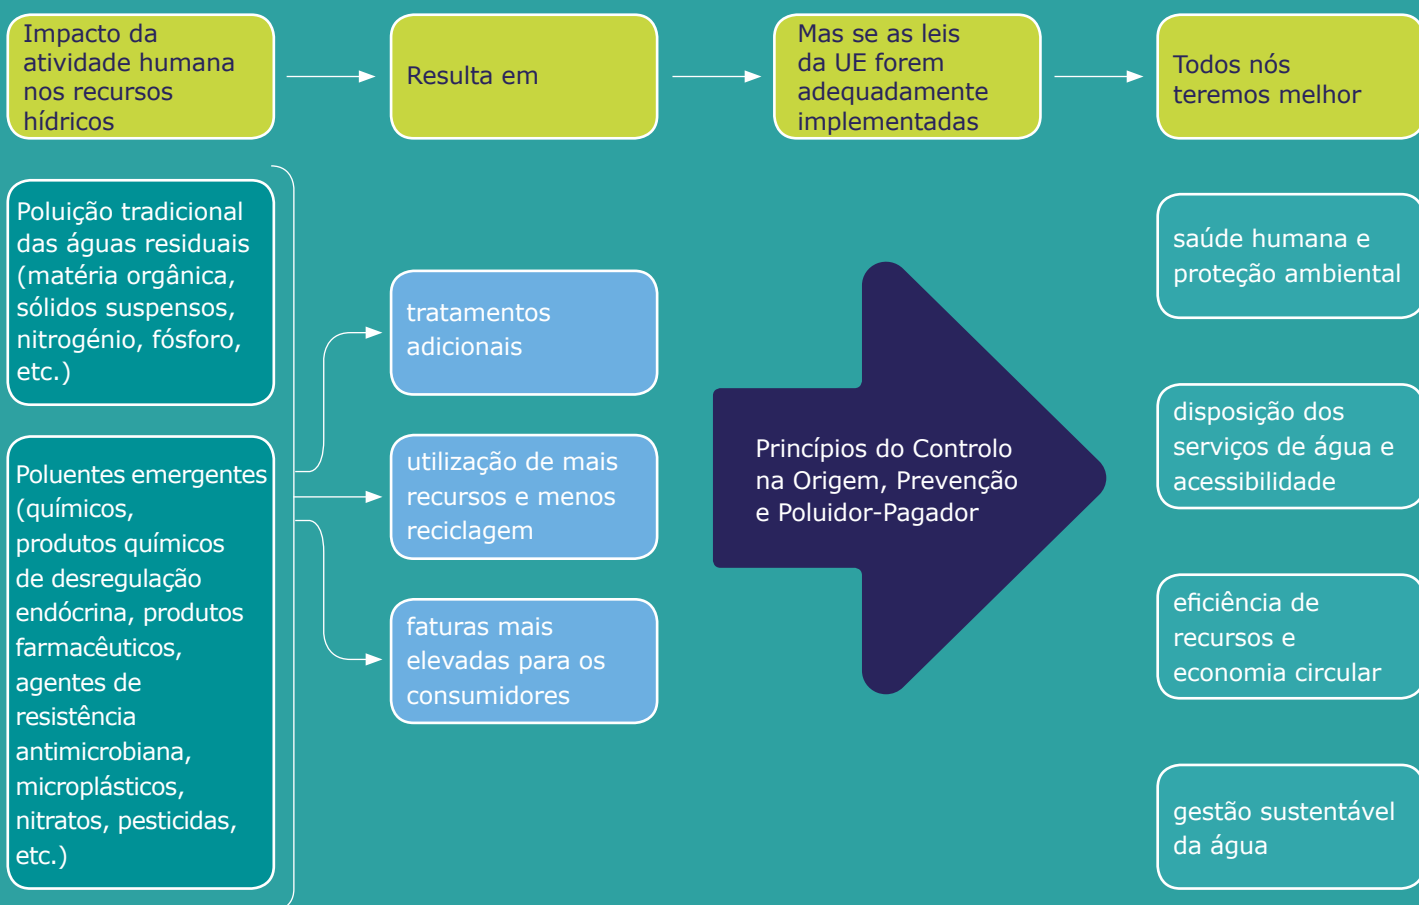 Impacto da
atividade humana
nos recursos
hídricos
Resulta em
Mas se as leis
da UE forem
adequadamente
implementadas
Todos nós
teremos melhor
Poluição tradicional
das águas residuais
(matéria orgânica,
sólidos suspensos,
nitrogénio, fósforo,
etc.)
Poluentes emergentes
(químicos,
produtos químicos
de desregulação
endócrina, produtos
farmacêuticos,
agentes de
resistência
antimicrobiana,
microplásticos,
nitratos, pesticidas,
etc.)
tratamentos
adicionais
utilização de mais
recursos e menos
reciclagem
faturas mais
elevadas para os
consumidores
Princípios do Controlo
na Origem, Prevenção
e Poluidor-Pagador
saúde humana e
proteção ambiental
disposição dos
serviços de água e
acessibilidade
eficiência de
recursos e
economia circular
gestão sustentável
da água